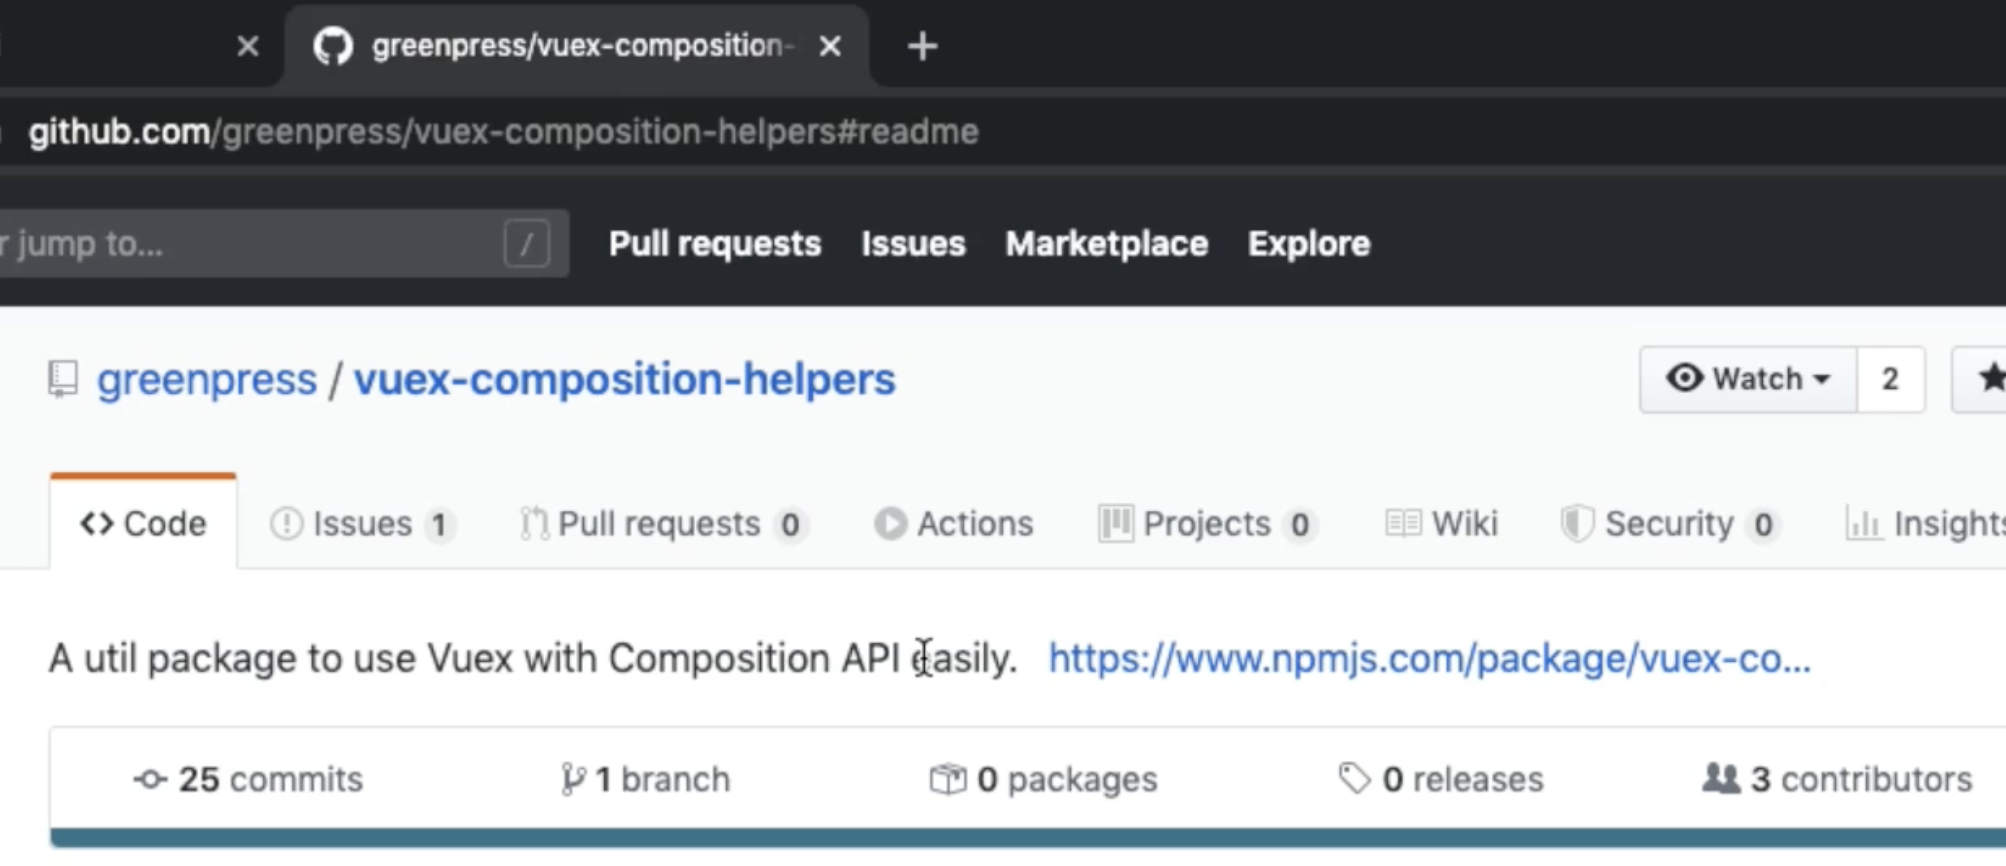 greenpress/vuex-composition-
github.com/greenpress/vuex-composition-helpers#readme
r jump to... / Pull requests Issues Marketplace Explore
greenpress / vuex-composition-helpers Watch 2
<> Code Issues 1 Pull requests 0 Actions Projects 0 Wiki Security 0 Insights
A util package to use Vuex with Composition API easily. https://www.npmjs.com/package/vuex-co...
25 commits 1 branch 0 packages 0 releases 3 contributors